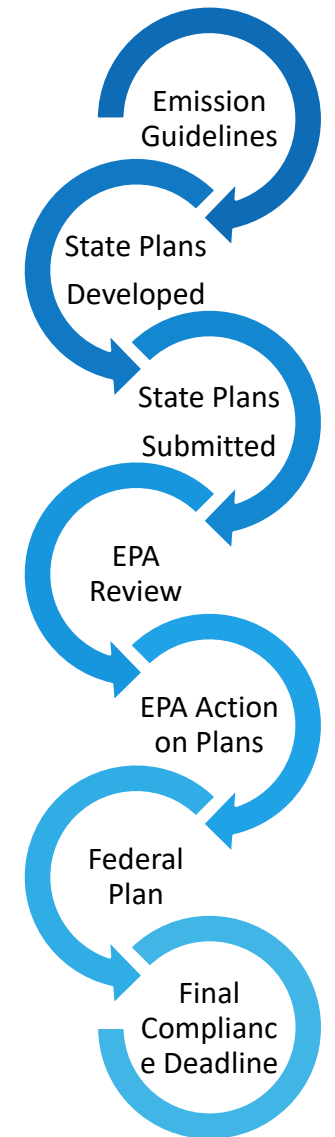 Emission
Guidelines
State Plans
Developed
State Plans
Submitted
EPA
Review
EPA Action
on Plans
Federal
Plan
Final
Complianc
e Deadline